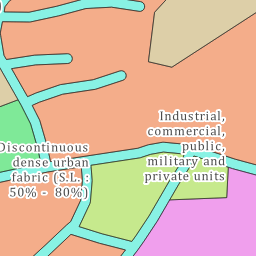 Industrial,
commercial,
public,
military and
private units
Discontinuous
dense urban
fabric (S.L. :
50% - 80%)